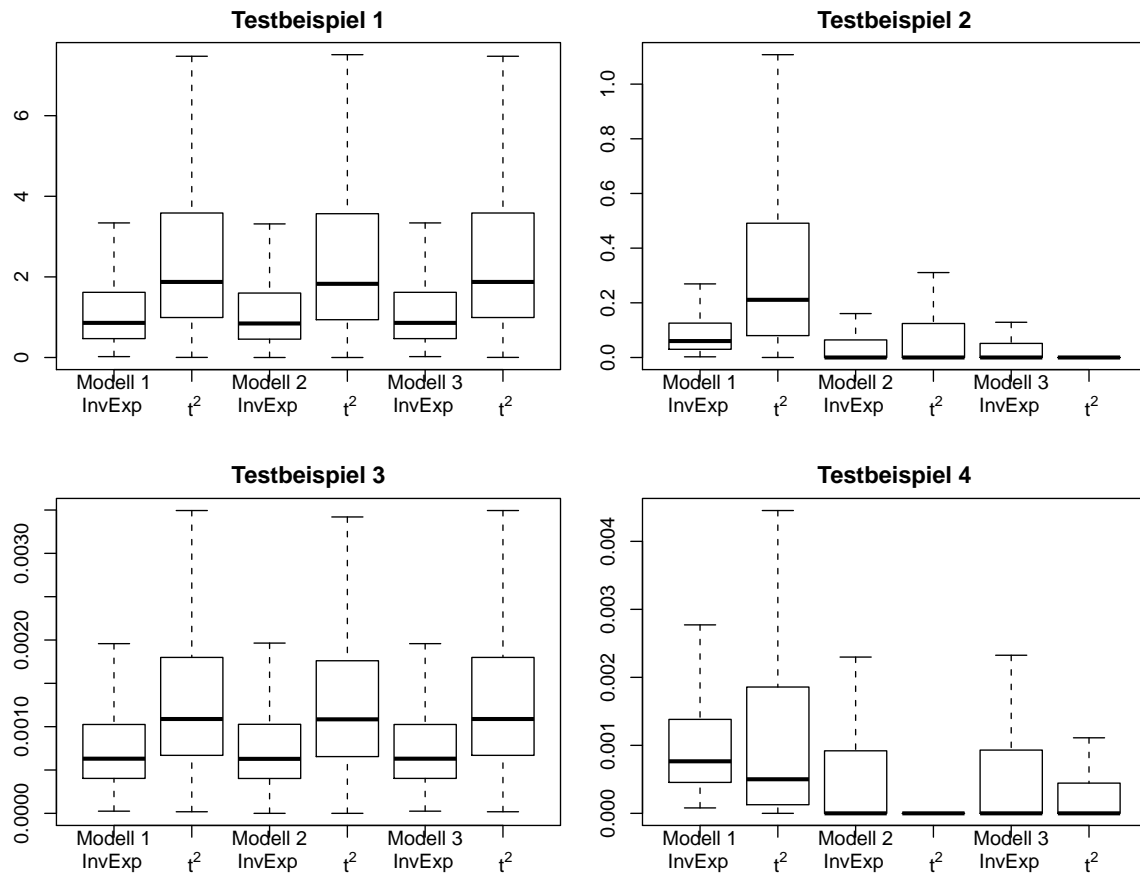 Testbeispiel 1
6
4
2
0
Modell 1 Modell 2 Modell 3
InvExp t² InvExp t² InvExp t²
Testbeispiel 2
1.0
0.8
0.6
0.4
0.2
0.0
Modell 1 Modell 2 Modell 3
InvExp t² InvExp t² InvExp t²
Testbeispiel 3
0.0030
0.0020
0.0010
0.0000
Modell 1 Modell 2 Modell 3
InvExp t² InvExp t² InvExp t²
Testbeispiel 4
0.004
0.003
0.002
0.001
0.000
Modell 1 Modell 2 Modell 3
InvExp t² InvExp t² InvExp t²